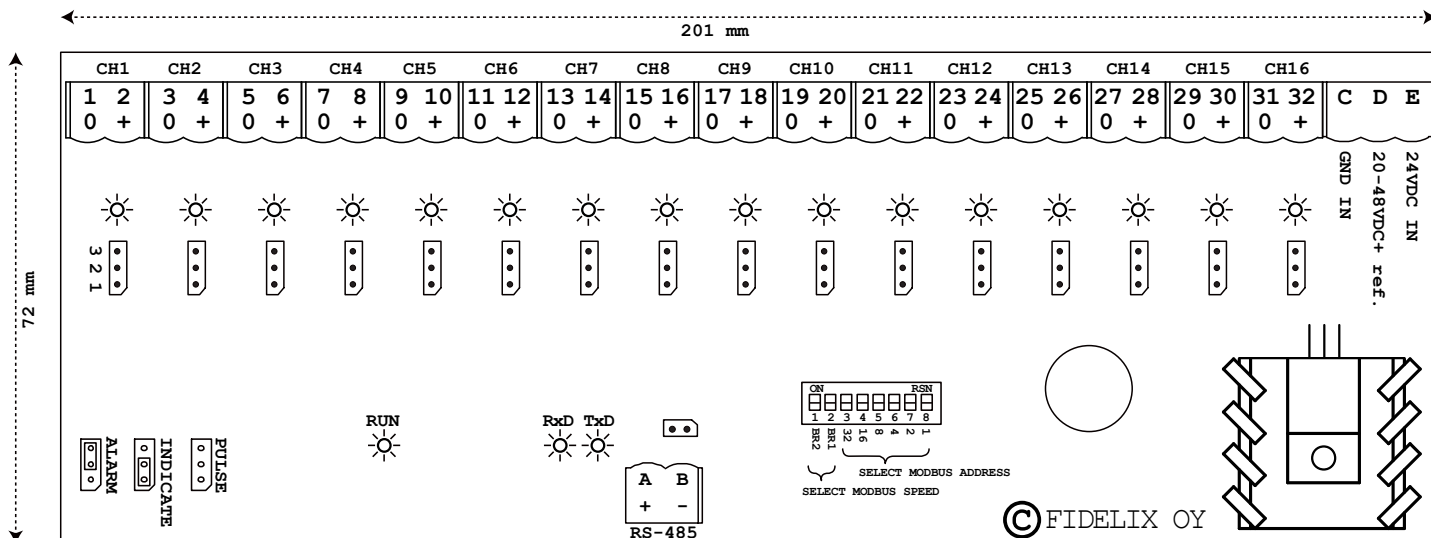 201 mm
72 mm
CH1 CH2 CH3 CH4 CH5 CH6 CH7 CH8 CH9 CH10 CH11 CH12 CH13 CH14 CH15 CH16
1 2 3 4 5 6 7 8 9 10 11 12 13 14 15 16 17 18 19 20 21 22 23 24 25 26 27 28 29 30 31 32 C D E
0 + 0 + 0 + 0 + 0 + 0 + 0 + 0 + 0 + 0 + 0 + 0 + 0 + 0 + 0 + 0 +
GND IN
20-48VDC+ ref.
24VDC IN
3 2 1
ALARM
INDICATE
PULSE
RUN
RxD TxD
A B
+ -
RS-485
ON RSN
1 2 3 4 5 6 7 8
BR2 BR1 32 16 8 4 2 1
SELECT MODBUS ADDRESS
SELECT MODBUS SPEED
© FIDELIX OY